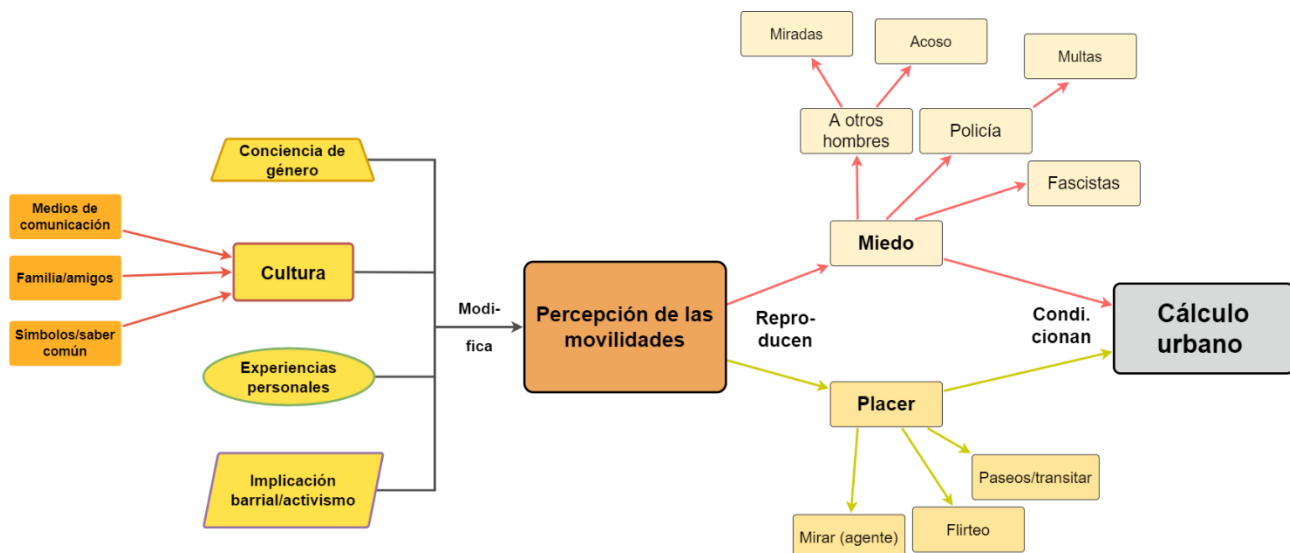 Miradas
Acoso
Multas
A otros
hombres
Policía
Fascistas
Conciencia de
género
Medios de
comunicación
Familia/amigos
Símbolos/saber
común
Cultura
Experiencias
personales
Implicación
barrial/activismo
Modi-
fica
Percepción de las
movilidades
Repro-
ducen
Miedo
Placer
Condi.
cionan
Cálculo
urbano
Paseos/transitar
Flirteo
Mirar (agente)